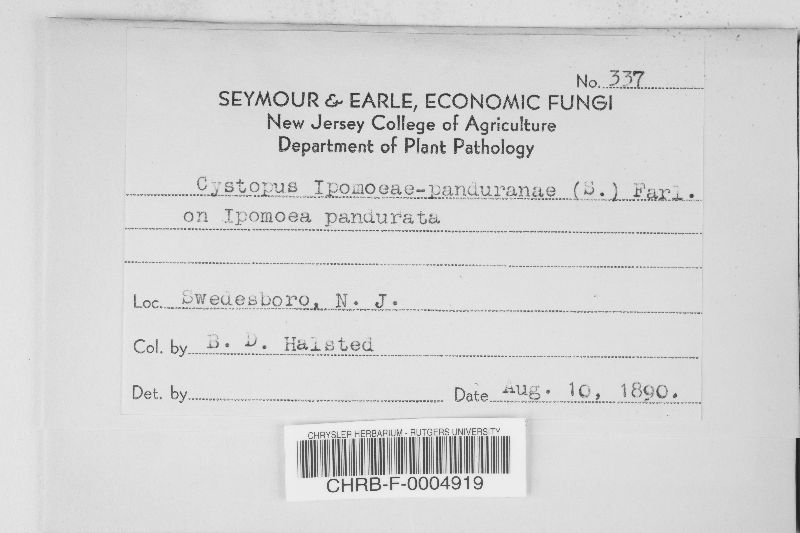 No. 337
SEYMOUR & EARLE, ECONOMIC FUNGI
New Jersey College of Agriculture
Department of Plant Pathology
Cystopus Ipomoeae-panduranae (S.) Farl.
on Ipomoea pandurata
Loc. Swedesboro, N. J.
Col. by B. D. Halsted
Det. by Date Aug. 10, 1890.
CHRYSLER HERBARIUM - RUTGERS UNIVERSITY
CHRB-F-0004919